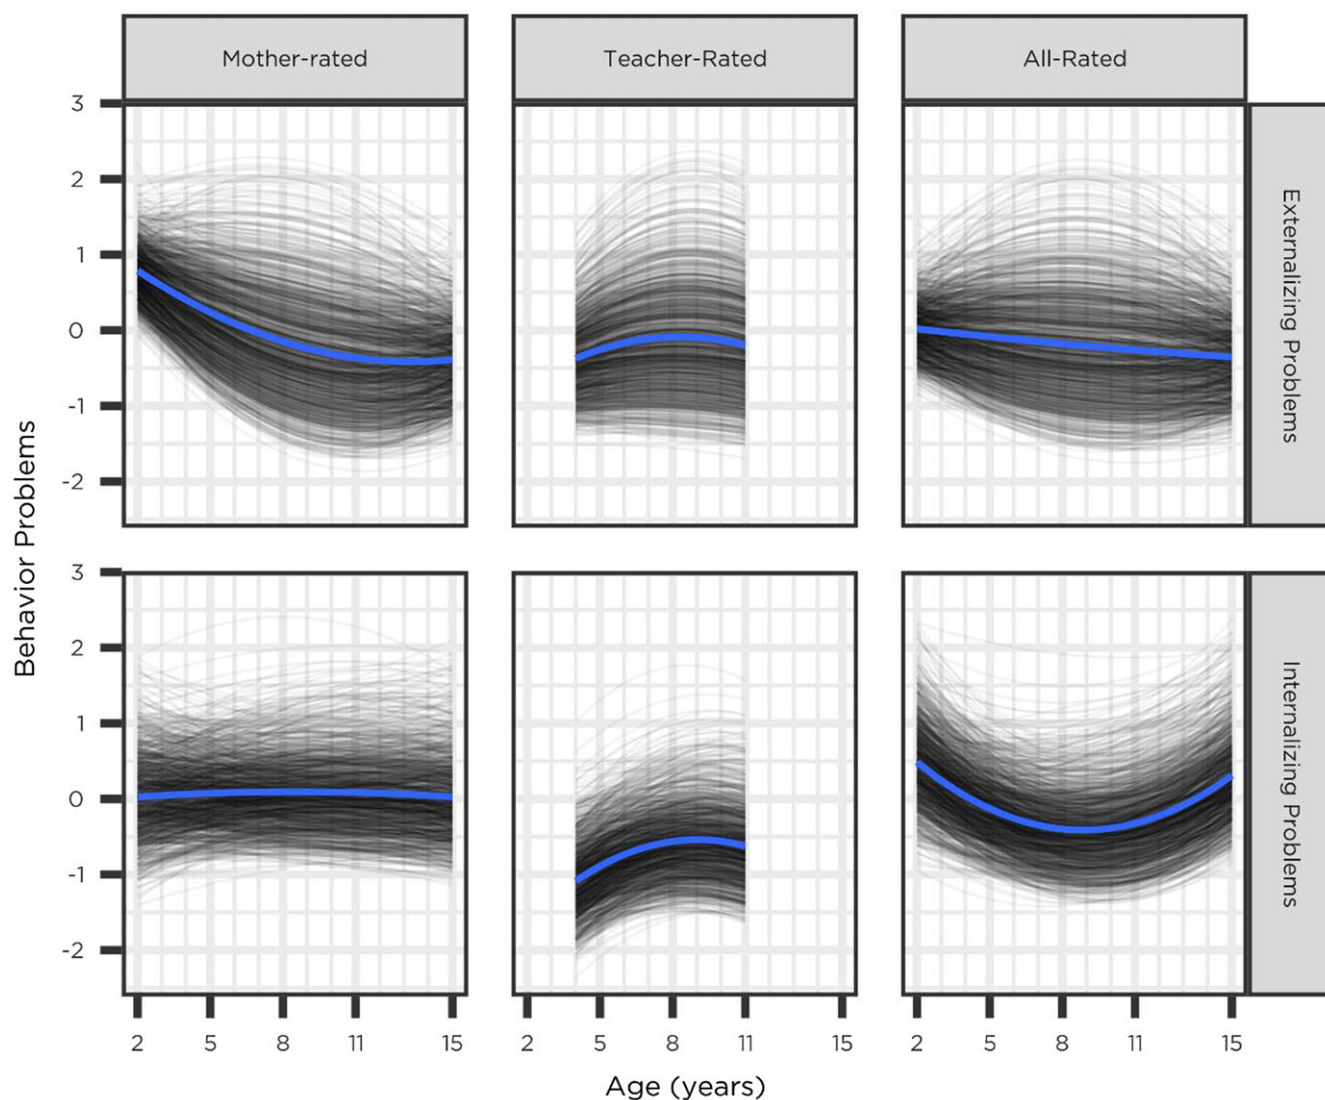 Mother-rated
Teacher-Rated
All-Rated
3
2
1
0
-1
-2
Externalizing Problems
Behavior Problems
3
2
1
0
-1
-2
Internalizing Problems
2 5 8 11 15
2 5 8 11 15
2 5 8 11 15
Age (years)